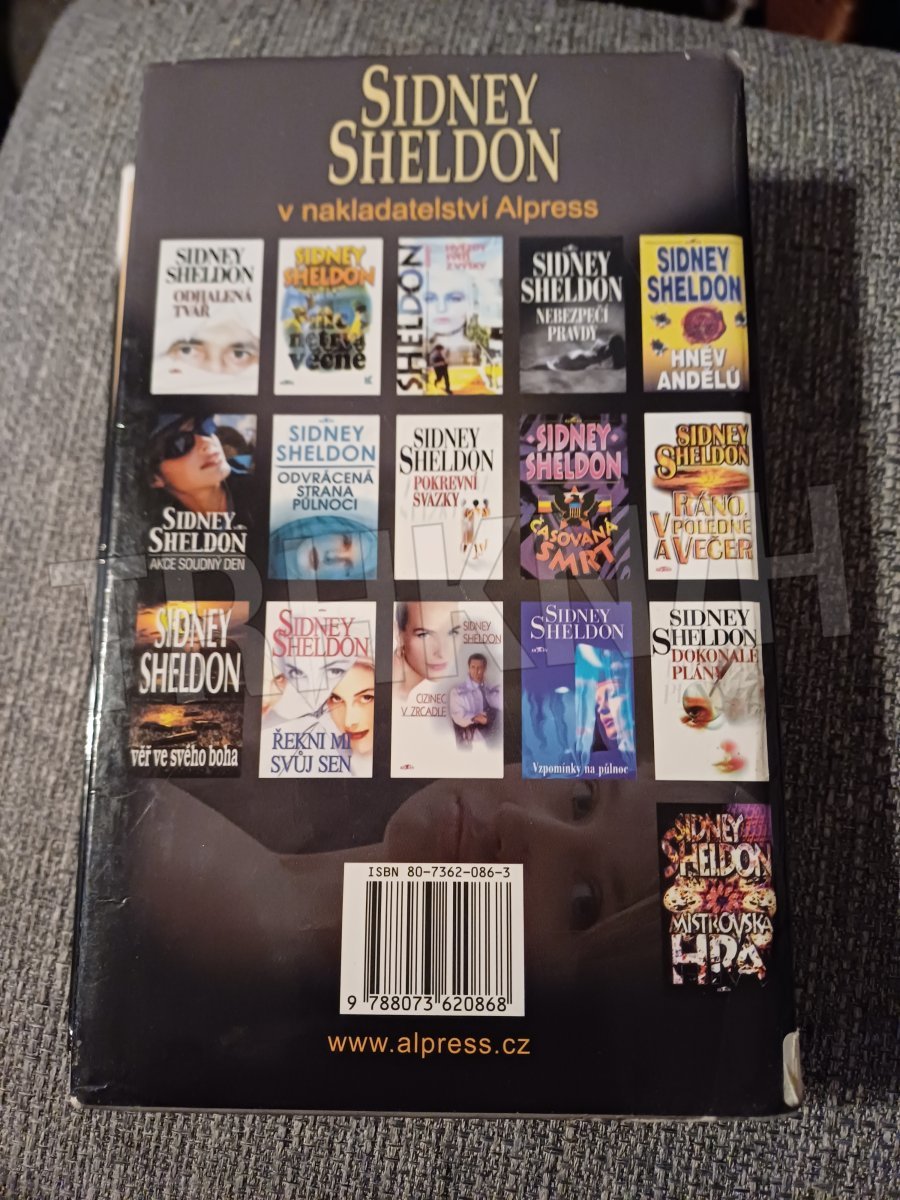 SIDNEY
SHELDON
v nakladatelství Alpress
SIDNEY
SHELDON
ODHALENÁ
TVÁŘ
SIDNEY
SHELDON
Nic
netrvá
věčně
SHELDON
HVĚZDY
SIDNEY
SHELDON
NEBEZPEČÍ
PRAVDY
SIDNEY
SHELDON
HNĚV
ANDĚLŮ
SIDNEY
SHELDON
AKCE SOUDNÝ DEN
SIDNEY
SHELDON
ODVRÁCENÁ
STRANA
PŮLNOCI
SIDNEY
SHELDON
POKREVNÍ
SVAZKY
SIDNEY
SHELDON
ČASOVANÁ
SMRT
SIDNEY
SHELDON
RÁNO,
V POLEDNE
A VEČER
SIDNEY
SHELDON
věř ve svého boha
SIDNEY
SHELDON
ŘEKNI MI
SVŮJ SEN
SIDNEY
SHELDON
CIZINEC
V ZRCADLE
SIDNEY
SHELDON
Vzpomínky na půlnoc
SIDNEY
SHELDON
DOKONALÉ
PLÁNY
SIDNEY
SHELDON
MISTROVSKÁ
HRA
ISBN 80-7362-086-3
9 788073 620868
www.alpress.cz